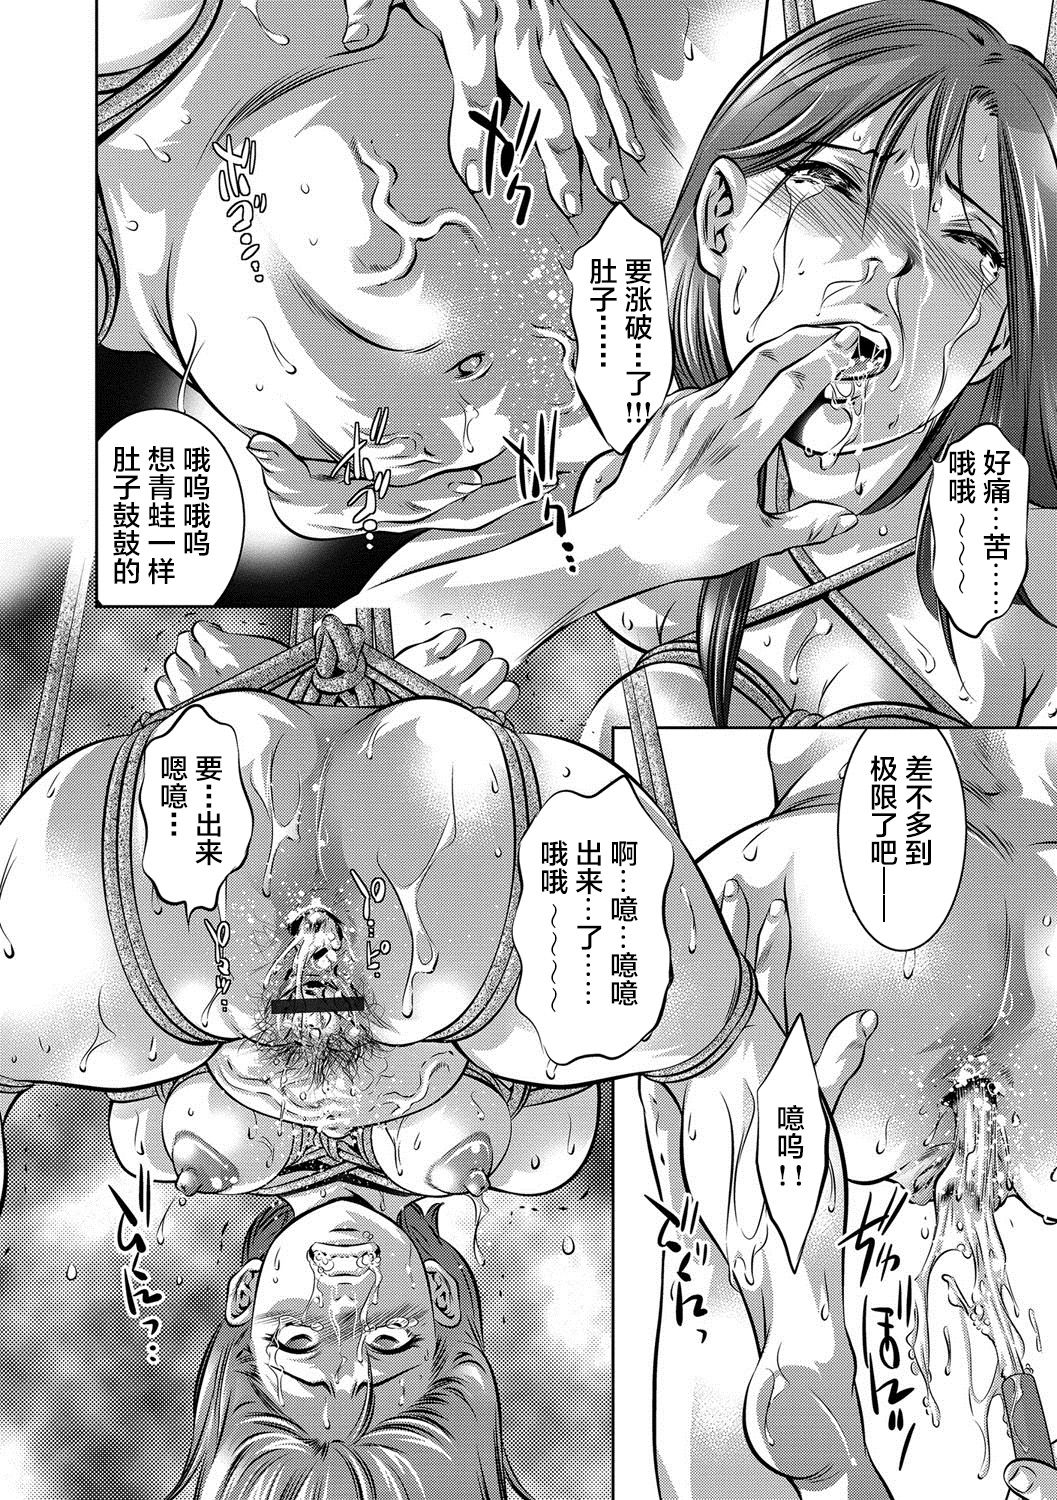 好痛…苦……
哦哦～～～～
要涨破…了!!!
肚子……
哦呜哦呜
想青蛙一样
肚子鼓鼓的
差不多到
极限了吧——
噫呜!!
啊…噫…噫噫
出来…了……
哦哦～～～～
要…出来
嗯噫…